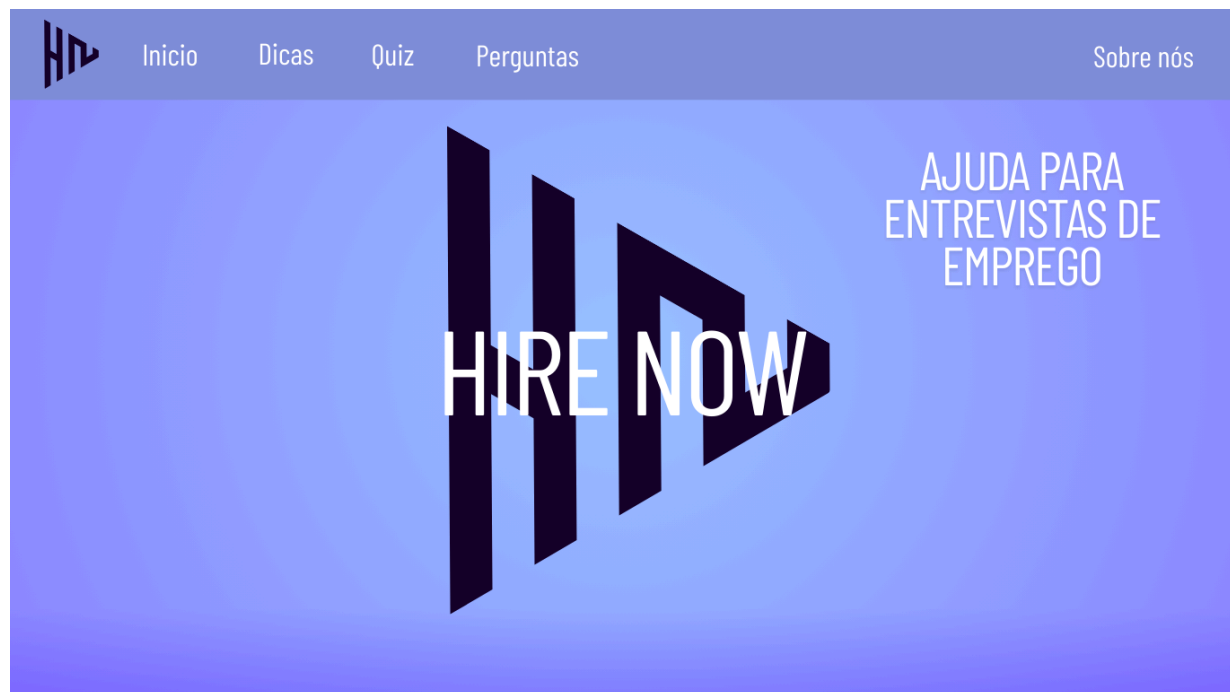 Inicio
Dicas
Quiz
Perguntas
Sobre nós
AJUDA PARA
ENTREVISTAS DE
EMPREGO
HIRE NOW